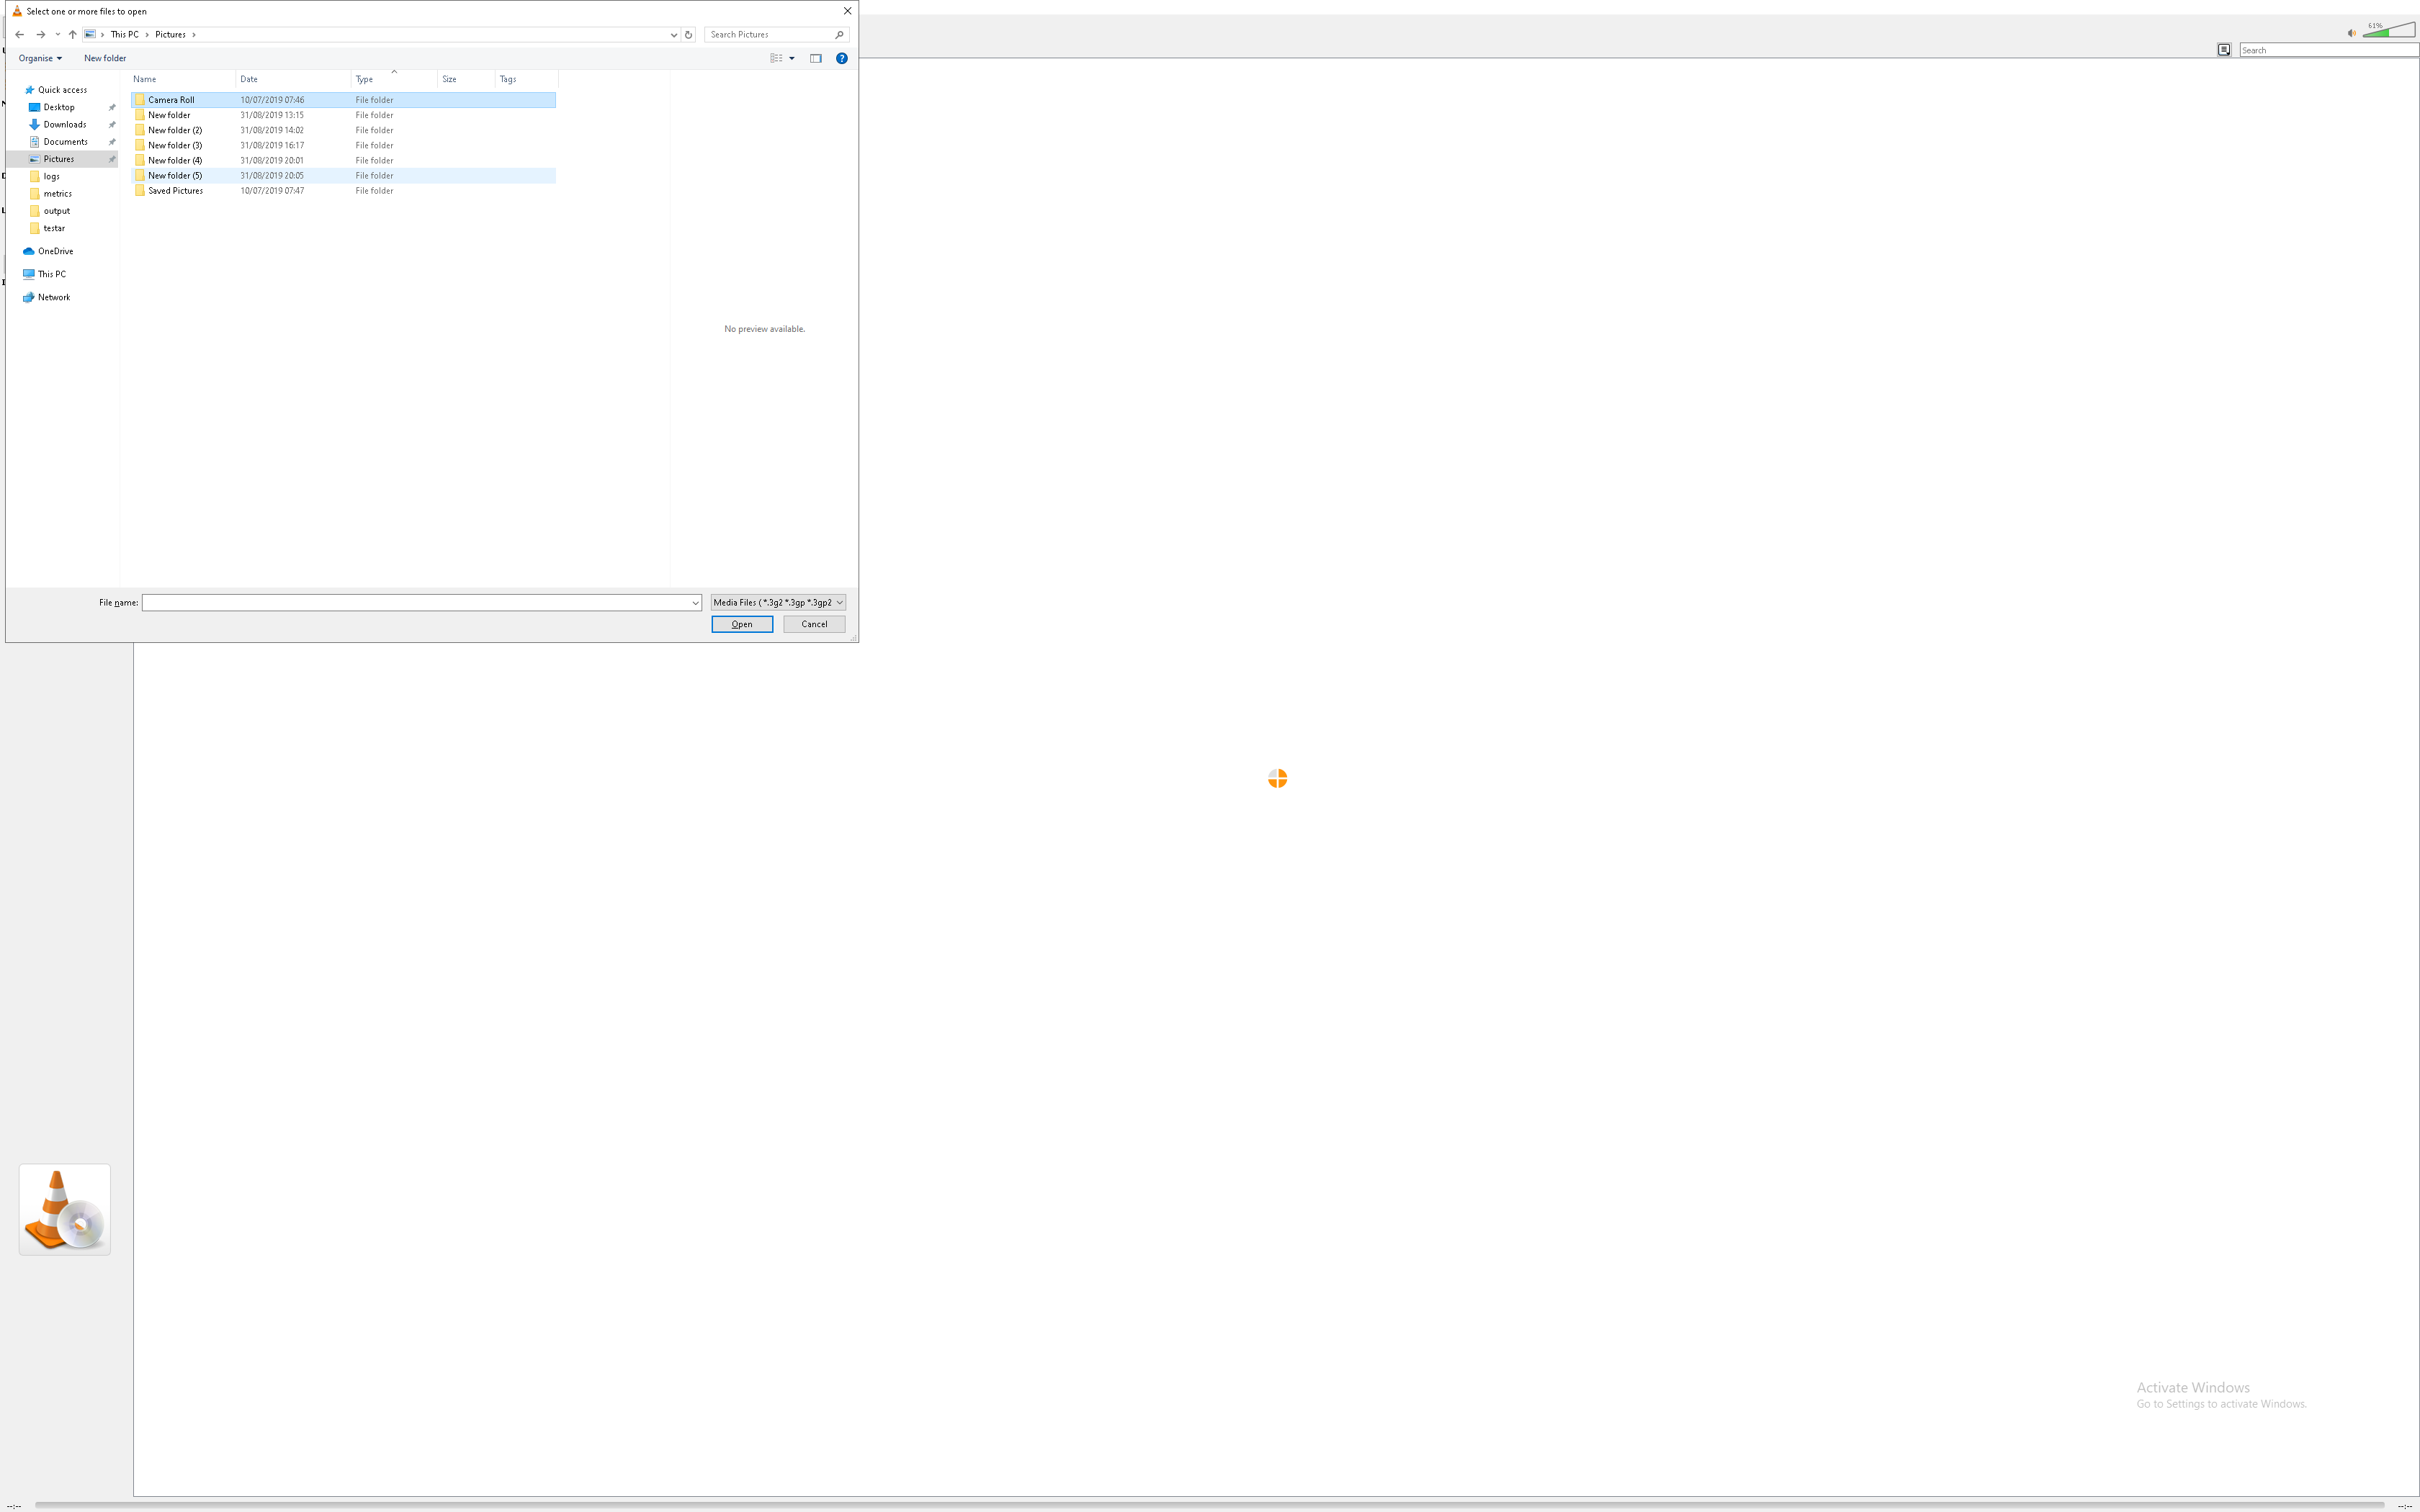 Select one or more files to open
This PC
Pictures
Search Pictures
Organise
New folder
Name
Date
Type
Size
Tags
Quick access
Desktop
Downloads
Documents
Pictures
logs
metrics
output
testar
OneDrive
This PC
Network
Camera Roll 10/07/2019 07:46 File folder
New folder 31/08/2019 13:15 File folder
New folder (2) 31/08/2019 14:02 File folder
New folder (3) 31/08/2019 16:17 File folder
New folder (4) 31/08/2019 20:01 File folder
New folder (5) 31/08/2019 20:05 File folder
Saved Pictures 10/07/2019 07:47 File folder
No preview available.
File name:
Media Files ( *.3g2 *.3gp *.3gp2
Open
Cancel
61%
Search
Activate Windows
Go to Settings to activate Windows.
--:--
--:--